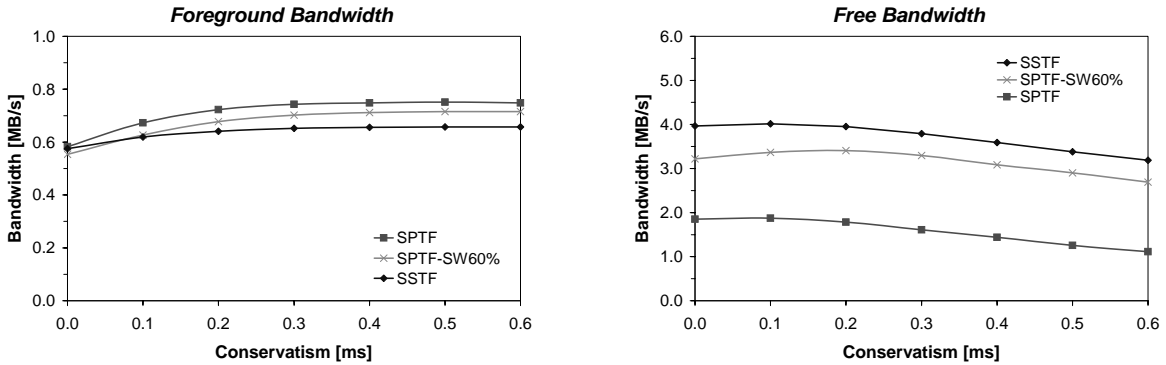 Foreground Bandwidth
Bandwidth [MB/s]
1.0
0.8
0.6
0.4
0.2
0.0
SPTF
SPTF-SW60%
SSTF
0.0 0.1 0.2 0.3 0.4 0.5 0.6
Conservatism [ms]
Free Bandwidth
Bandwidth [MB/s]
6.0
5.0
4.0
3.0
2.0
1.0
0.0
SSTF
SPTF-SW60%
SPTF
0.0 0.1 0.2 0.3 0.4 0.5 0.6
Conservatism [ms]